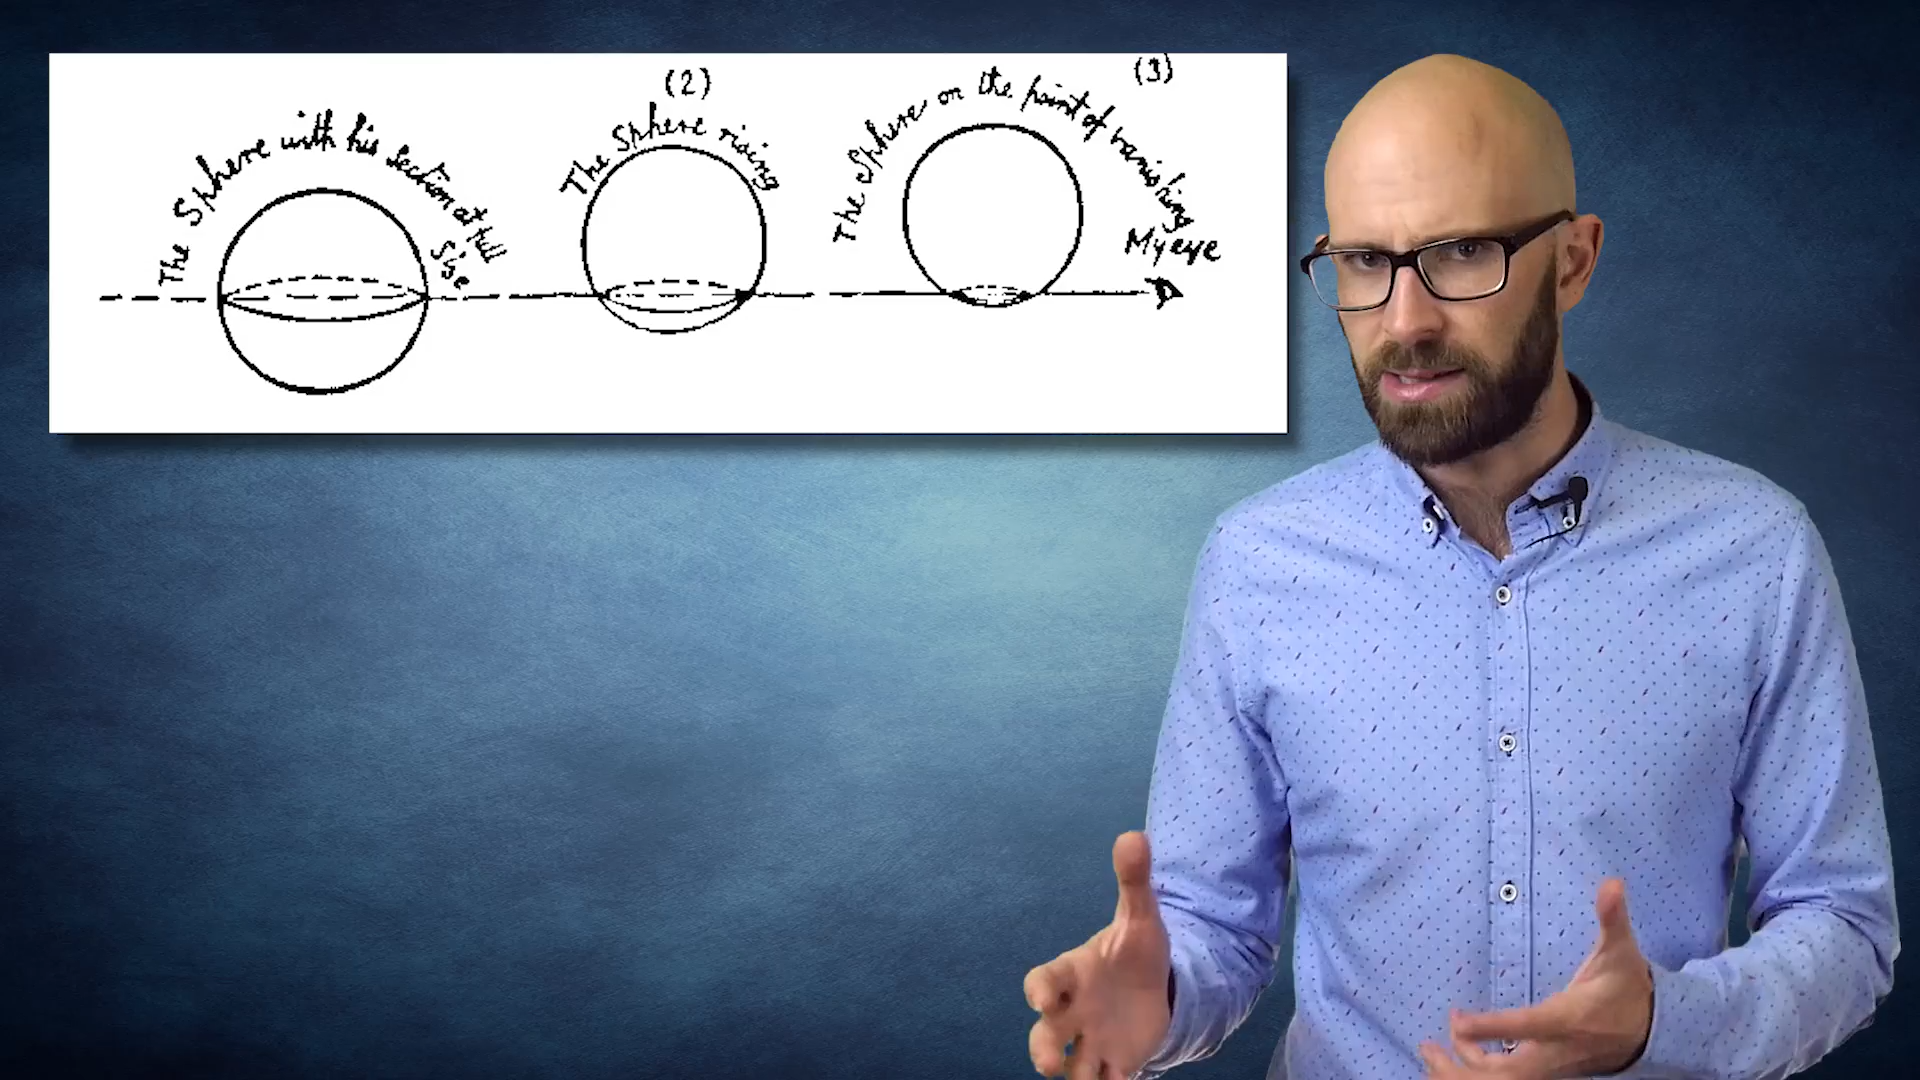 The Sphere with his section at full size
(2)
The Sphere rising
(3)
The Sphere on the point of vanishing
My eye